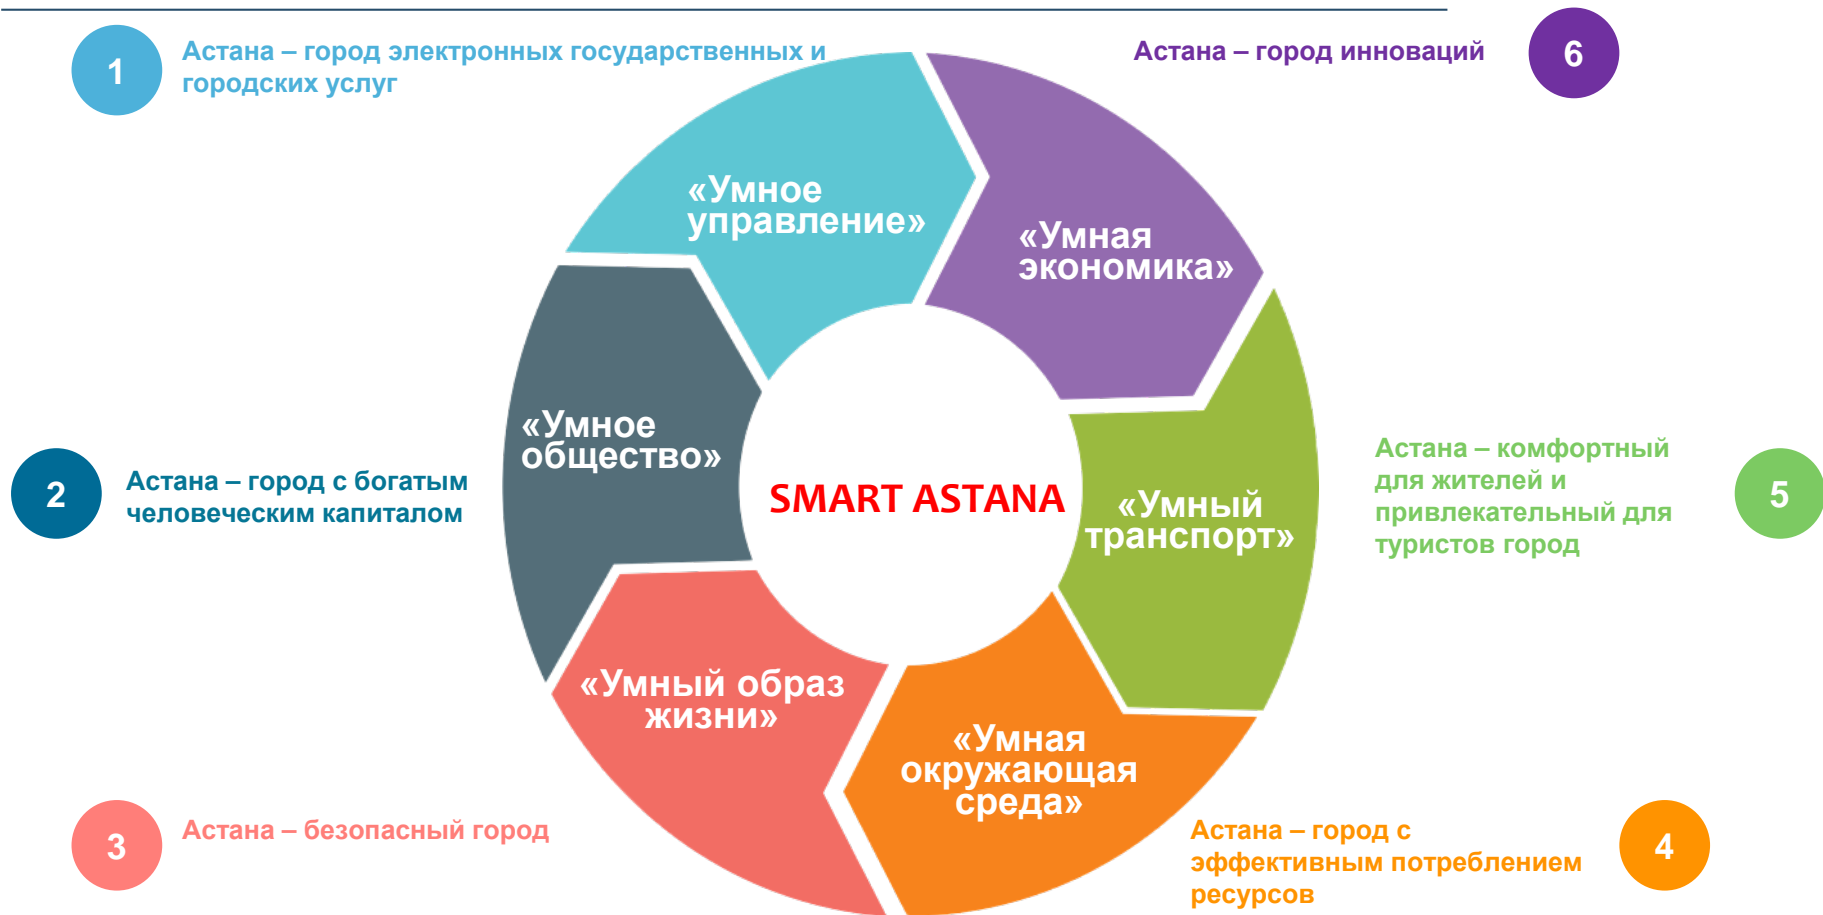 1
Астана – город электронных государственных и
городских услуг
Астана – город инноваций
6
«Умное
управление»
«Умная
экономика»
«Умное
общество»
SMART ASTANA
«Умный
транспорт»
2
Астана – город с богатым
человеческим капиталом
Астана – комфортный
для жителей и
привлекательный для
туристов город
5
«Умный образ
жизни»
«Умная
окружающая
среда»
3
Астана – безопасный город
Астана – город с
эффективным потреблением
ресурсов
4